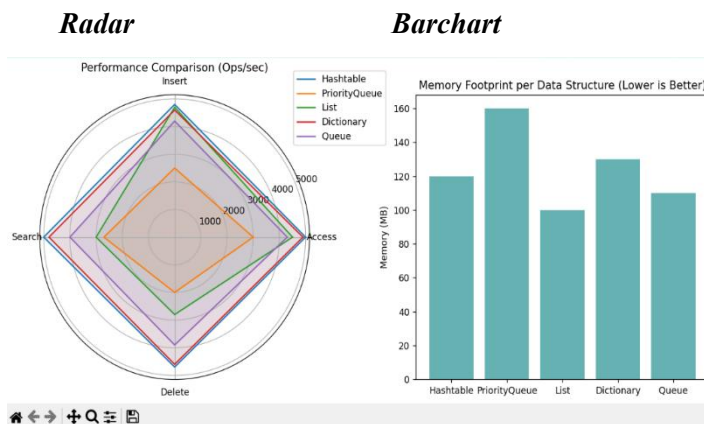 Radar
Barchart
Performance Comparison (Ops/sec)
Insert
Hashtable
PriorityQueue
List
Dictionary
Queue
5000
4000
3000
2000
1000
Search
Access
Delete
Memory Footprint per Data Structure (Lower is Better)
160
140
120
100
80
60
40
20
0
Memory (MB)
Hashtable PriorityQueue List Dictionary Queue